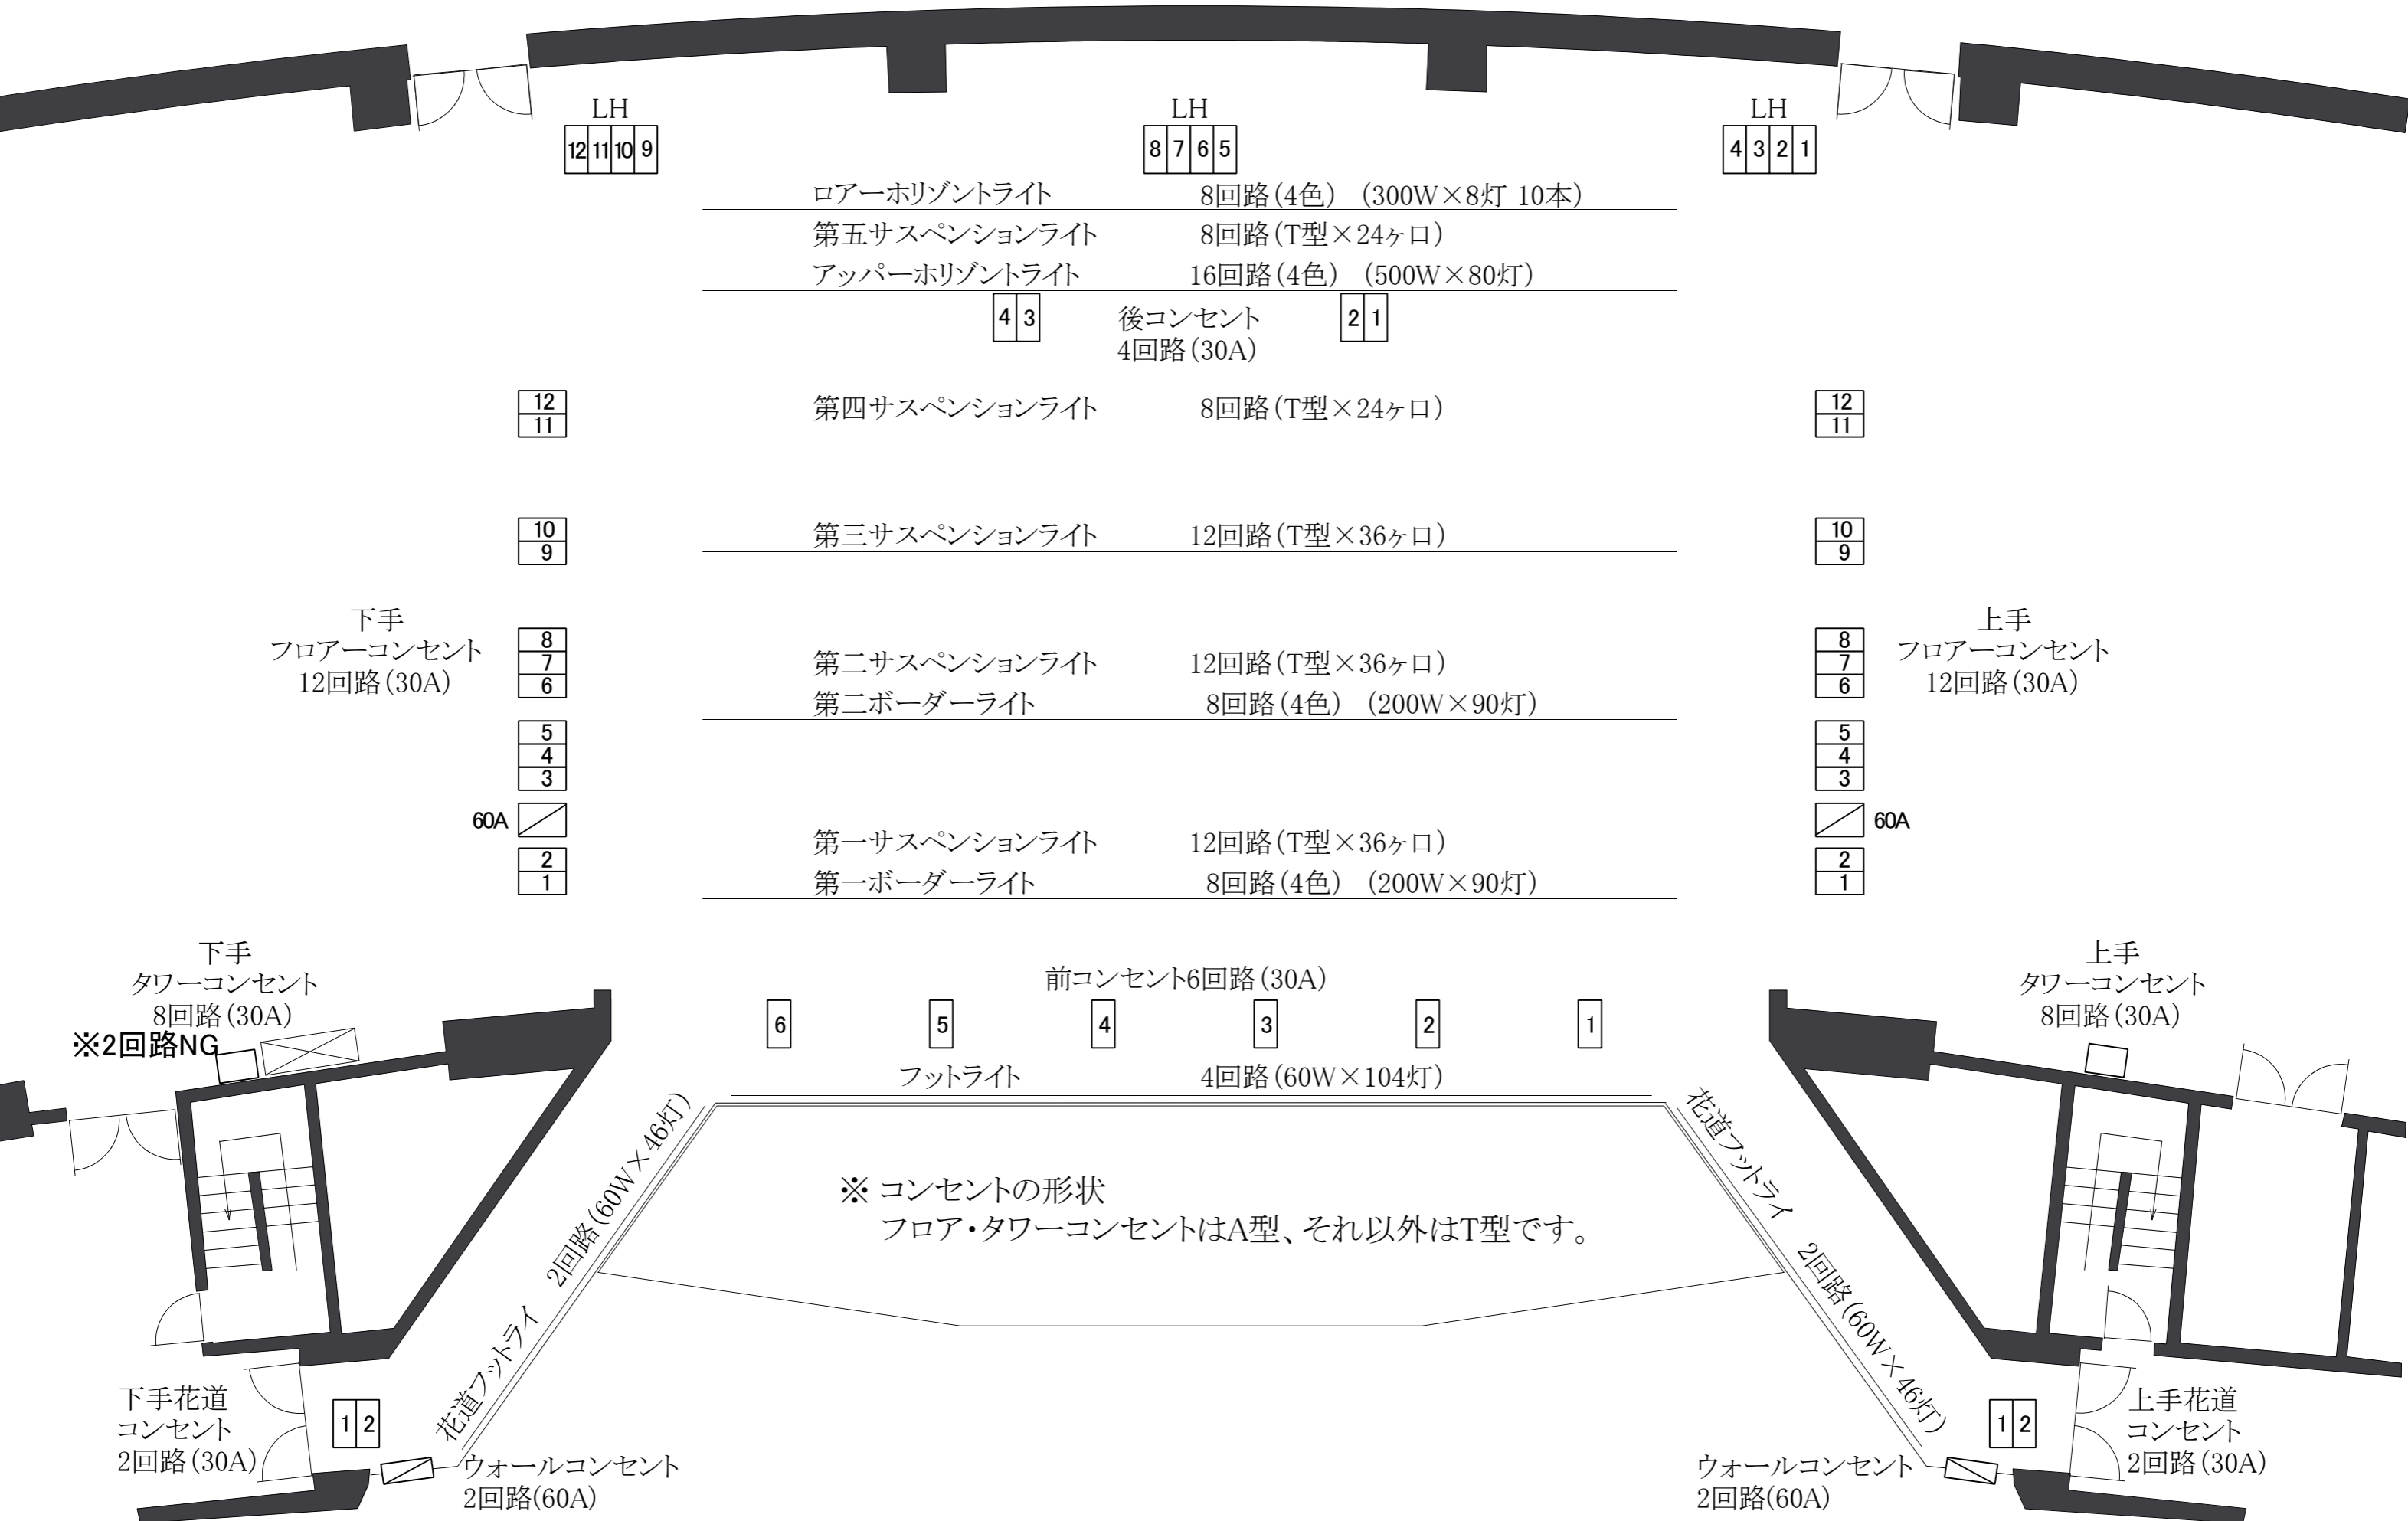 LH
LH
LH
12 11 10 9
8 7 6 5
4 3 2 1
ロアーホリゾントライト 8回路(4色) (300W×8灯 10本)
第五サスペンションライト 8回路(T型×24ヶ口)
アッパーホリゾントライト 16回路(4色) (500W×80灯)
4 3
後コンセント
4回路(30A)
2 1
12
11
第四サスペンションライト 8回路(T型×24ヶ口)
12
11
10
9
第三サスペンションライト 12回路(T型×36ヶ口)
10
9
下手
フロアーコンセント
12回路(30A)
8
7
6
第二サスペンションライト 12回路(T型×36ヶ口)
第二ボーダーライト 8回路(4色) (200W×90灯)
8
7
6
上手
フロアーコンセント
12回路(30A)
5
4
3
5
4
3
60A
60A
2
1
第一サスペンションライト 12回路(T型×36ヶ口)
第一ボーダーライト 8回路(4色) (200W×90灯)
2
1
下手
タワーコンセント
8回路(30A)
※2回路NG
前コンセント6回路(30A)
6 5 4 3 2 1
上手
タワーコンセント
8回路(30A)
フットライト 4回路(60W×104灯)
花道フットライ 2回路(60W×46灯)
花道フットライ 2回路(60W×46灯)
※ コンセントの形状
フロア・タワーコンセントはA型、それ以外はT型です。
下手花道
コンセント
2回路(30A)
1 2
ウォールコンセント
2回路(60A)
ウォールコンセント
2回路(60A)
1 2
上手花道
コンセント
2回路(30A)